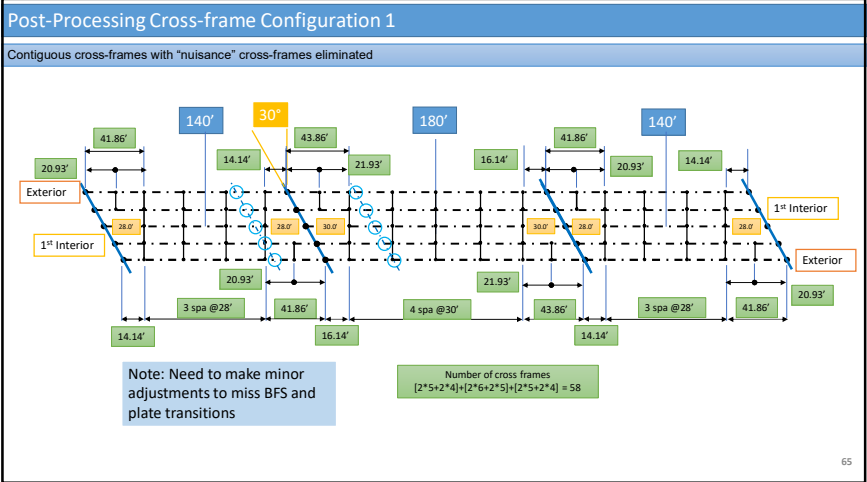 Post-Processing Cross-frame Configuration 1
Contiguous cross-frames with “nuisance” cross-frames eliminated
140’
30°
180’
140’
41.86’
43.86’
41.86’
20.93’
14.14’
21.93’
16.14’
20.93’
14.14’
Exterior
1st Interior
28.0’
28.0’
30.0’
30.0’
28.0’
28.0’
1st Interior
Exterior
20.93’
21.93’
20.93’
3 spa @28’
41.86’
4 spa @30’
43.86’
3 spa @28’
41.86’
14.14’
16.14’
14.14’
Note: Need to make minor
adjustments to miss BFS and
plate transitions
Number of cross frames
[2*5+2*4]+[2*6+2*5]+[2*5+2*4] = 58
65